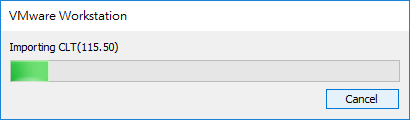 VMware Workstation
Importing CLT(115.50)
Cancel